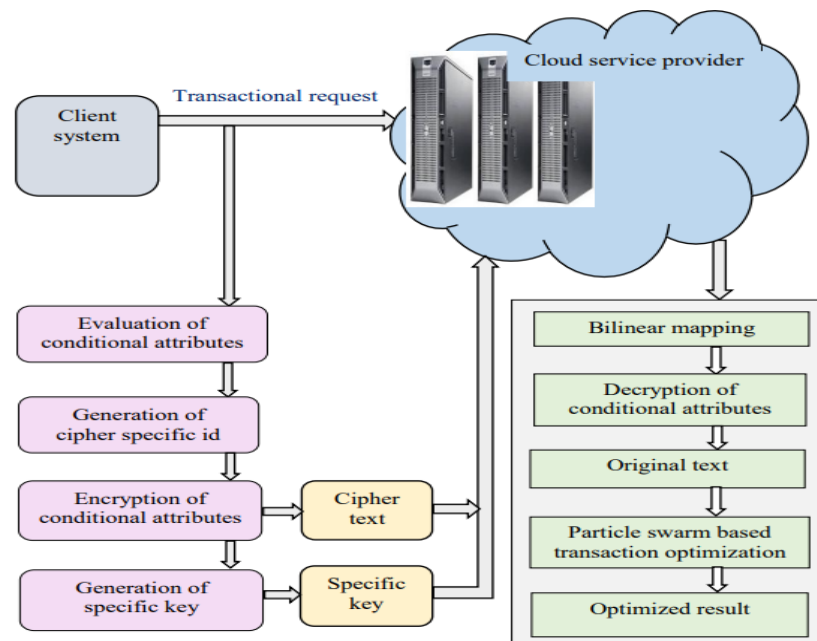 Cloud service provider
Transactional request
Client
system
Evaluation of
conditional attributes
Generation of
cipher specific id
Encryption of
conditional attributes
Cipher
text
Generation of
specific key
Specific
key
Bilinear mapping
Decryption of
conditional attributes
Original text
Particle swarm based
transaction optimization
Optimized result